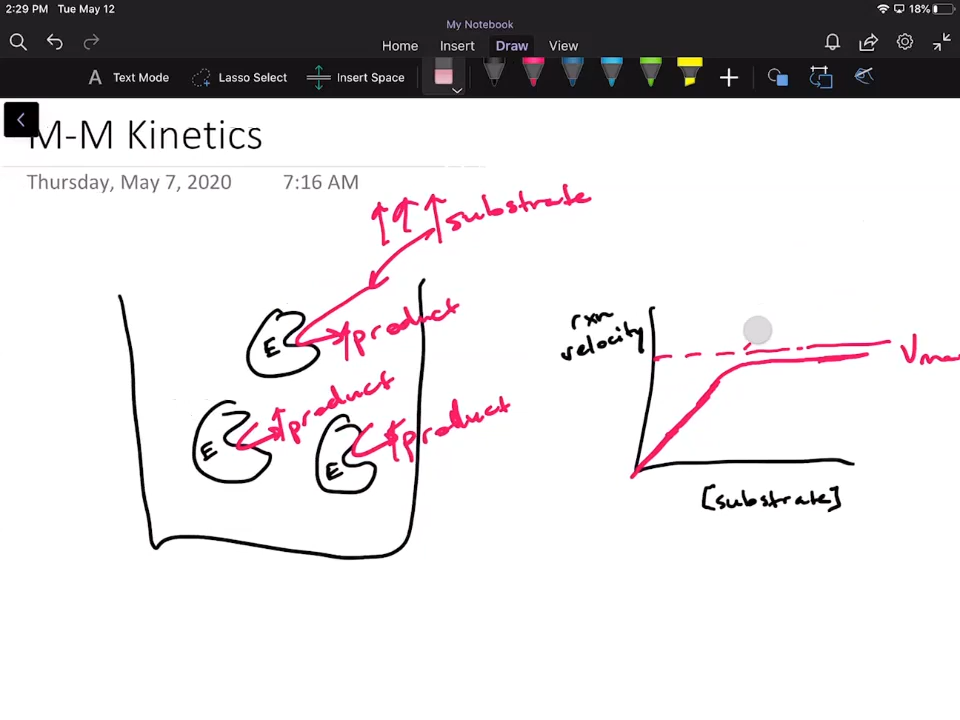 2:29 PM Tue May 12
18%
My Notebook
Home Insert Draw View
A Text Mode Lasso Select Insert Space
M-M Kinetics
Thursday, May 7, 2020 7:16 AM
substrate
E product
E product
E product
rxn
velocity
Vma
[substrate]